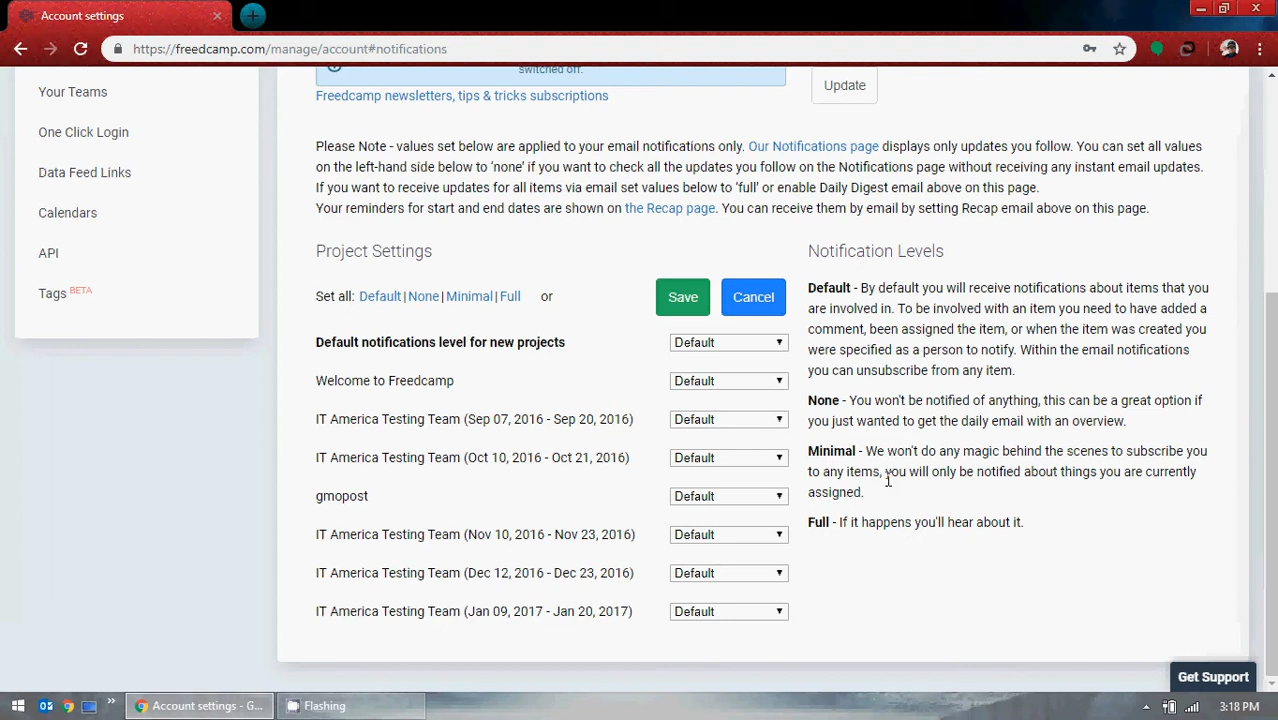 Account settings
https://freedcamp.com/manage/account#notifications
switched off.
Your Teams
One Click Login
Data Feed Links
Calendars
API
Tags BETA
Freedcamp newsletters, tips & tricks subscriptions
Update
Please Note - values set below are applied to your email notifications only. Our Notifications page displays only updates you follow. You can set all values
on the left-hand side below to 'none' if you want to check all the updates you follow on the Notifications page without receiving any instant email updates.
If you want to receive updates for all items via email set values below to 'full' or enable Daily Digest email above on this page.
Your reminders for start and end dates are shown on the Recap page. You can receive them by email by setting Recap email above on this page.
Project Settings
Set all: Default | None | Minimal | Full or
Save
Cancel
Default notifications level for new projects Default
Welcome to Freedcamp Default
IT America Testing Team (Sep 07, 2016 - Sep 20, 2016) Default
IT America Testing Team (Oct 10, 2016 - Oct 21, 2016) Default
gmopost Default
IT America Testing Team (Nov 10, 2016 - Nov 23, 2016) Default
IT America Testing Team (Dec 12, 2016 - Dec 23, 2016) Default
IT America Testing Team (Jan 09, 2017 - Jan 20, 2017) Default
Notification Levels
Default - By default you will receive notifications about items that you
are involved in. To be involved with an item you need to have added a
comment, been assigned the item, or when the item was created you
were specified as a person to notify. Within the email notifications
you can unsubscribe from any item.
None - You won't be notified of anything, this can be a great option if
you just wanted to get the daily email with an overview.
Minimal - We won't do any magic behind the scenes to subscribe you
to any items, you will only be notified about things you are currently
assigned.
Full - If it happens you'll hear about it.
Get Support
Account settings - G...
Flashing
3:18 PM